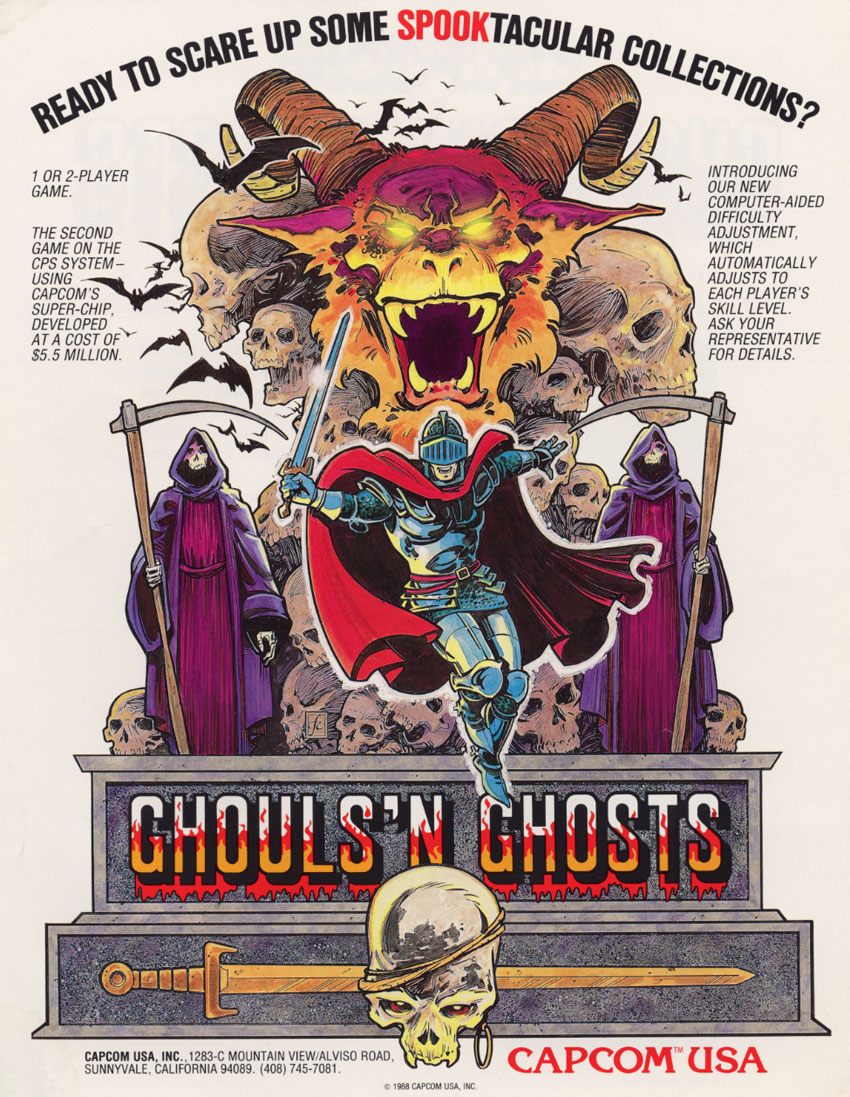 READY TO SCARE UP SOME SPOOKTACULAR COLLECTIONS?
1 OR 2-PLAYER
GAME.
THE SECOND
GAME ON THE
CPS SYSTEM–
USING
CAPCOM'S
SUPER-CHIP,
DEVELOPED
AT A COST OF
$5.5 MILLION.
INTRODUCING
OUR NEW
COMPUTER-AIDED
DIFFICULTY
ADJUSTMENT,
WHICH
AUTOMATICALLY
ADJUSTS TO
EACH PLAYER'S
SKILL LEVEL.
ASK YOUR
REPRESENTATIVE
FOR DETAILS.
fc
GHOULS'N GHOSTS
CAPCOM USA, INC., 1283-C MOUNTAIN VIEW/ALVISO ROAD,
SUNNYVALE, CALIFORNIA 94089. (408) 745-7081.
CAPCOM™ USA
© 1988 CAPCOM USA, INC.